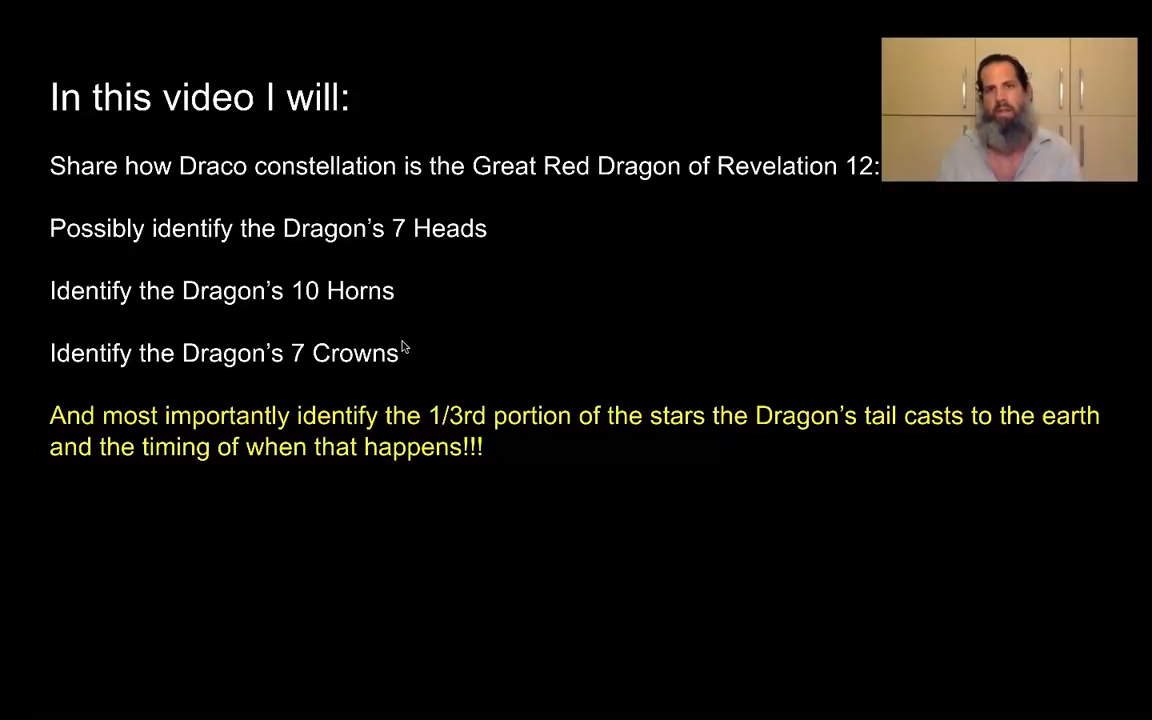 In this video I will:
Share how Draco constellation is the Great Red Dragon of Revelation 12:
Possibly identify the Dragon’s 7 Heads
Identify the Dragon’s 10 Horns
Identify the Dragon’s 7 Crowns
And most importantly identify the 1/3rd portion of the stars the Dragon’s tail casts to the earth
and the timing of when that happens!!!